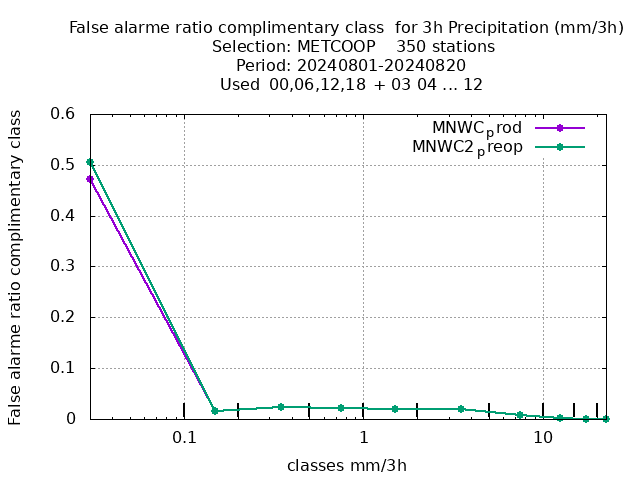 False alarme ratio complimentary class  for 3h Precipitation (mm/3h)
Selection: METCOOP    350 stations
Period: 20240801-20240820
Used 00,06,12,18 + 03 04 ... 12
False alarme ratio complimentary class
0.6
0.5
0.4
0.3
0.2
0.1
0
MNWCprod
MNWC2preop
0.1
1
10
classes mm/3h